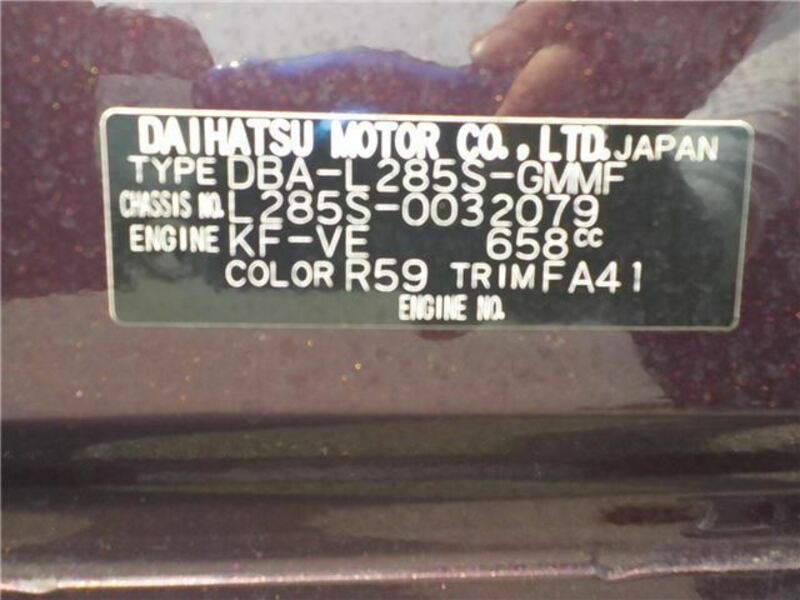 DAIHATSU MOTOR CO., LTD. JAPAN
TYPE DBA-L285S-GMMF
CHASSIS NO. L285S-0032079
ENGINE KF-VE 658cc
COLOR R59 TRIM FA41
ENGINE NO.